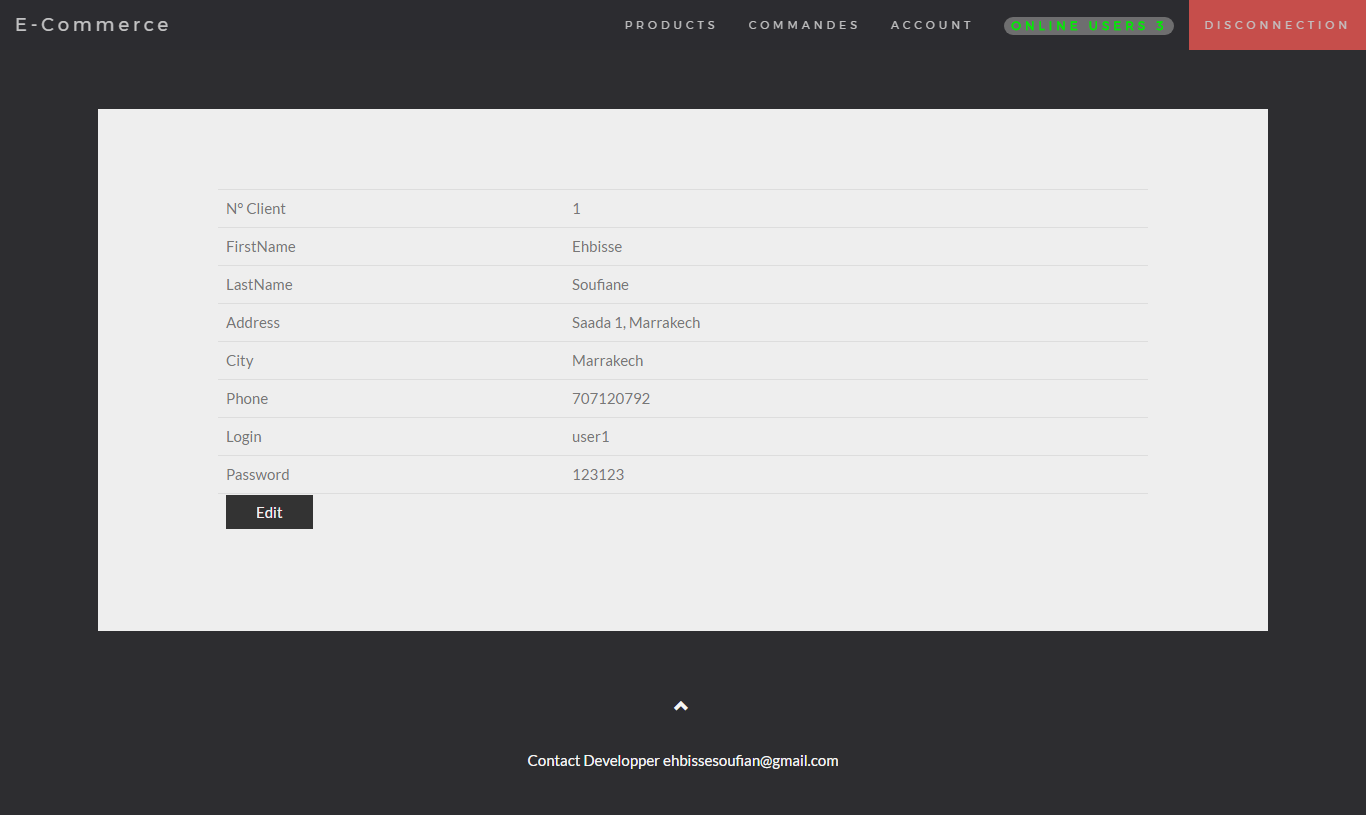 E-Commerce PRODUCTS COMMANDES ACCOUNT ONLINE USERS 3 DISCONNECTION
N° Client 1
FirstName Ehbisse
LastName Soufiane
Address Saada 1, Marrakech
City Marrakech
Phone 707120792
Login user1
Password 123123
Edit
Contact Developper ehbissesoufian@gmail.com